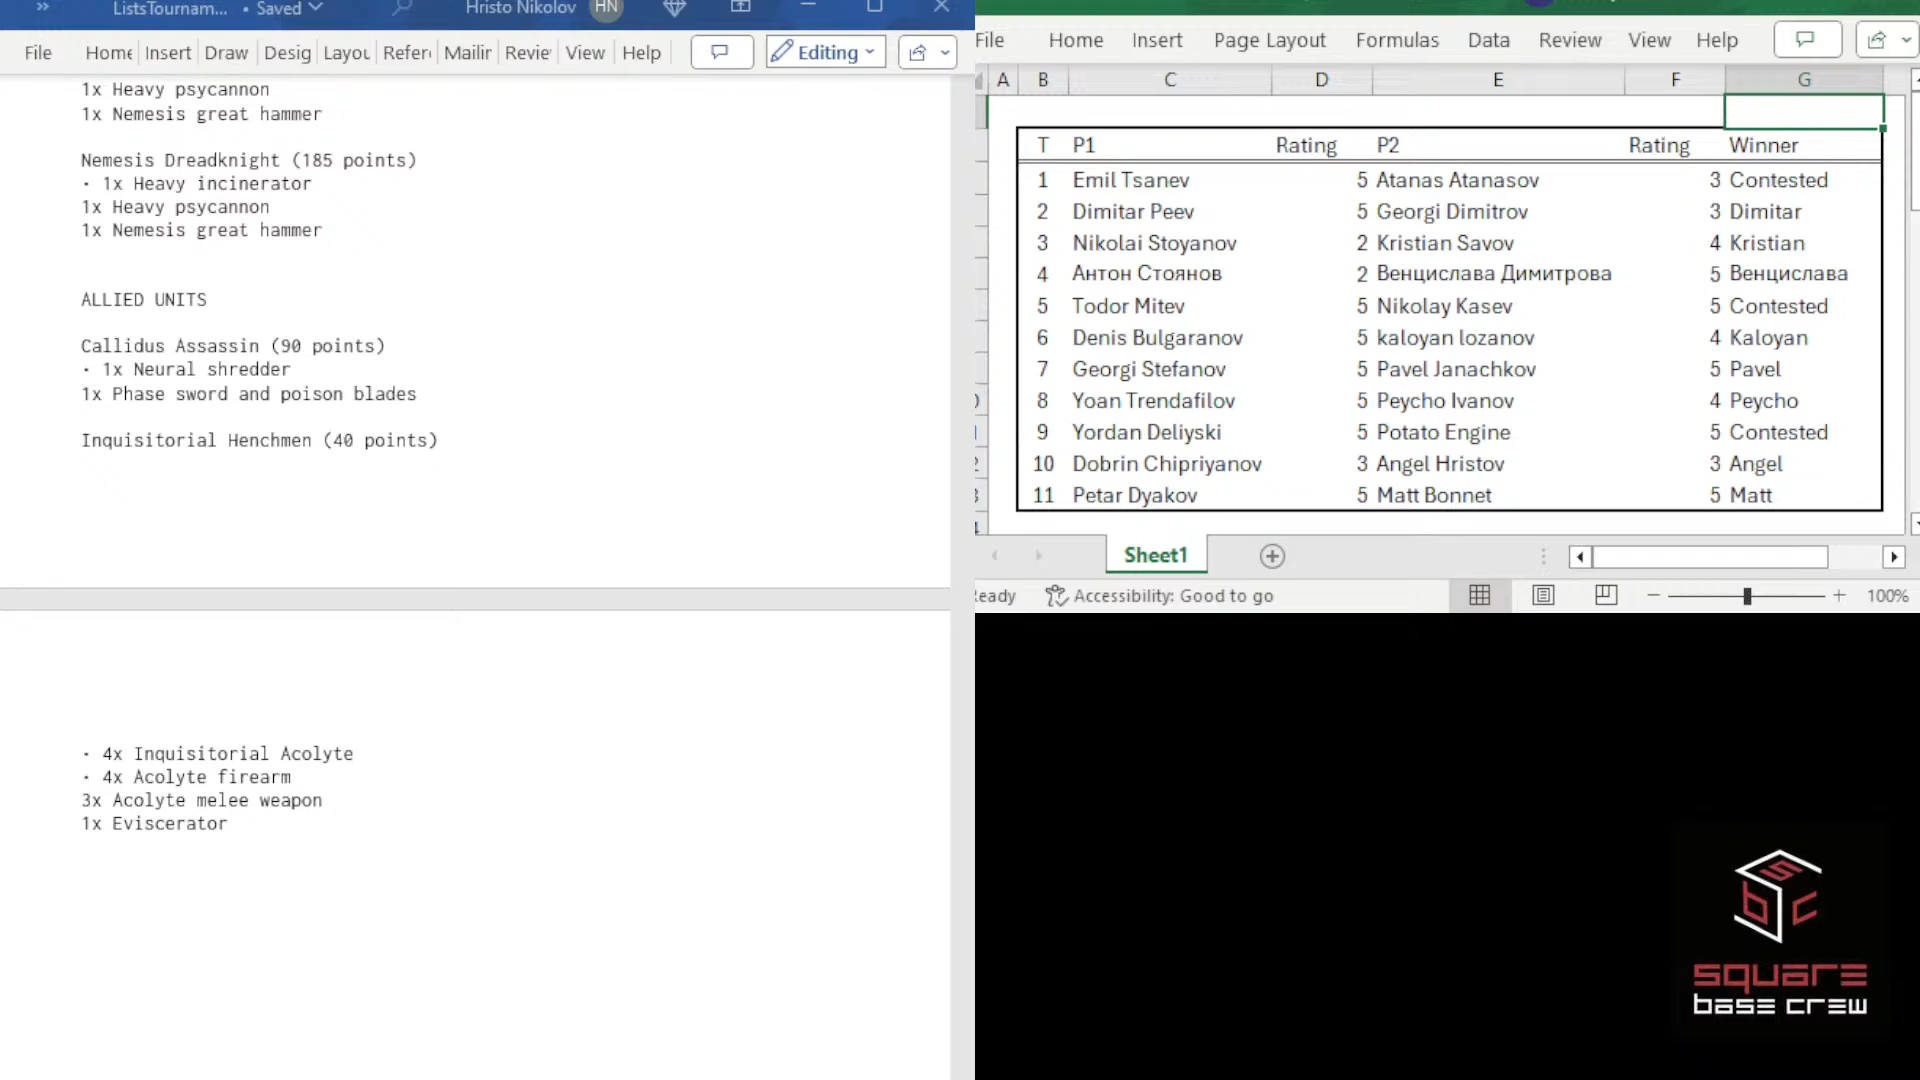 ListsTournam... • Saved
Hristo Nikolov HN
File Home Insert Draw Desig Layou Refer Mailin Revie View Help Editing
1x Heavy psycannon
1x Nemesis great hammer
Nemesis Dreadknight (185 points)
• 1x Heavy incinerator
1x Heavy psycannon
1x Nemesis great hammer
ALLIED UNITS
Callidus Assassin (90 points)
• 1x Neural shredder
1x Phase sword and poison blades
Inquisitorial Henchmen (40 points)
• 4x Inquisitorial Acolyte
• 4x Acolyte firearm
3x Acolyte melee weapon
1x Eviscerator
File Home Insert Page Layout Formulas Data Review View Help
A B C D E F G
T P1 Rating P2 Rating Winner
1 Emil Tsanev 5 Atanas Atanasov 3 Contested
2 Dimitar Peev 5 Georgi Dimitrov 3 Dimitar
3 Nikolai Stoyanov 2 Kristian Savov 4 Kristian
4 Антон Стоянов 2 Венцислава Димитрова 5 Венцислава
5 Todor Mitev 5 Nikolay Kasev 5 Contested
6 Denis Bulgaranov 5 kaloyan lozanov 4 Kaloyan
7 Georgi Stefanov 5 Pavel Janachkov 5 Pavel
8 Yoan Trendafilov 5 Peycho Ivanov 4 Peycho
9 Yordan Deliyski 5 Potato Engine 5 Contested
10 Dobrin Chipriyanov 3 Angel Hristov 3 Angel
11 Petar Dyakov 5 Matt Bonnet 5 Matt
Sheet1
eady Accessibility: Good to go 100%
sbc
square
base crew